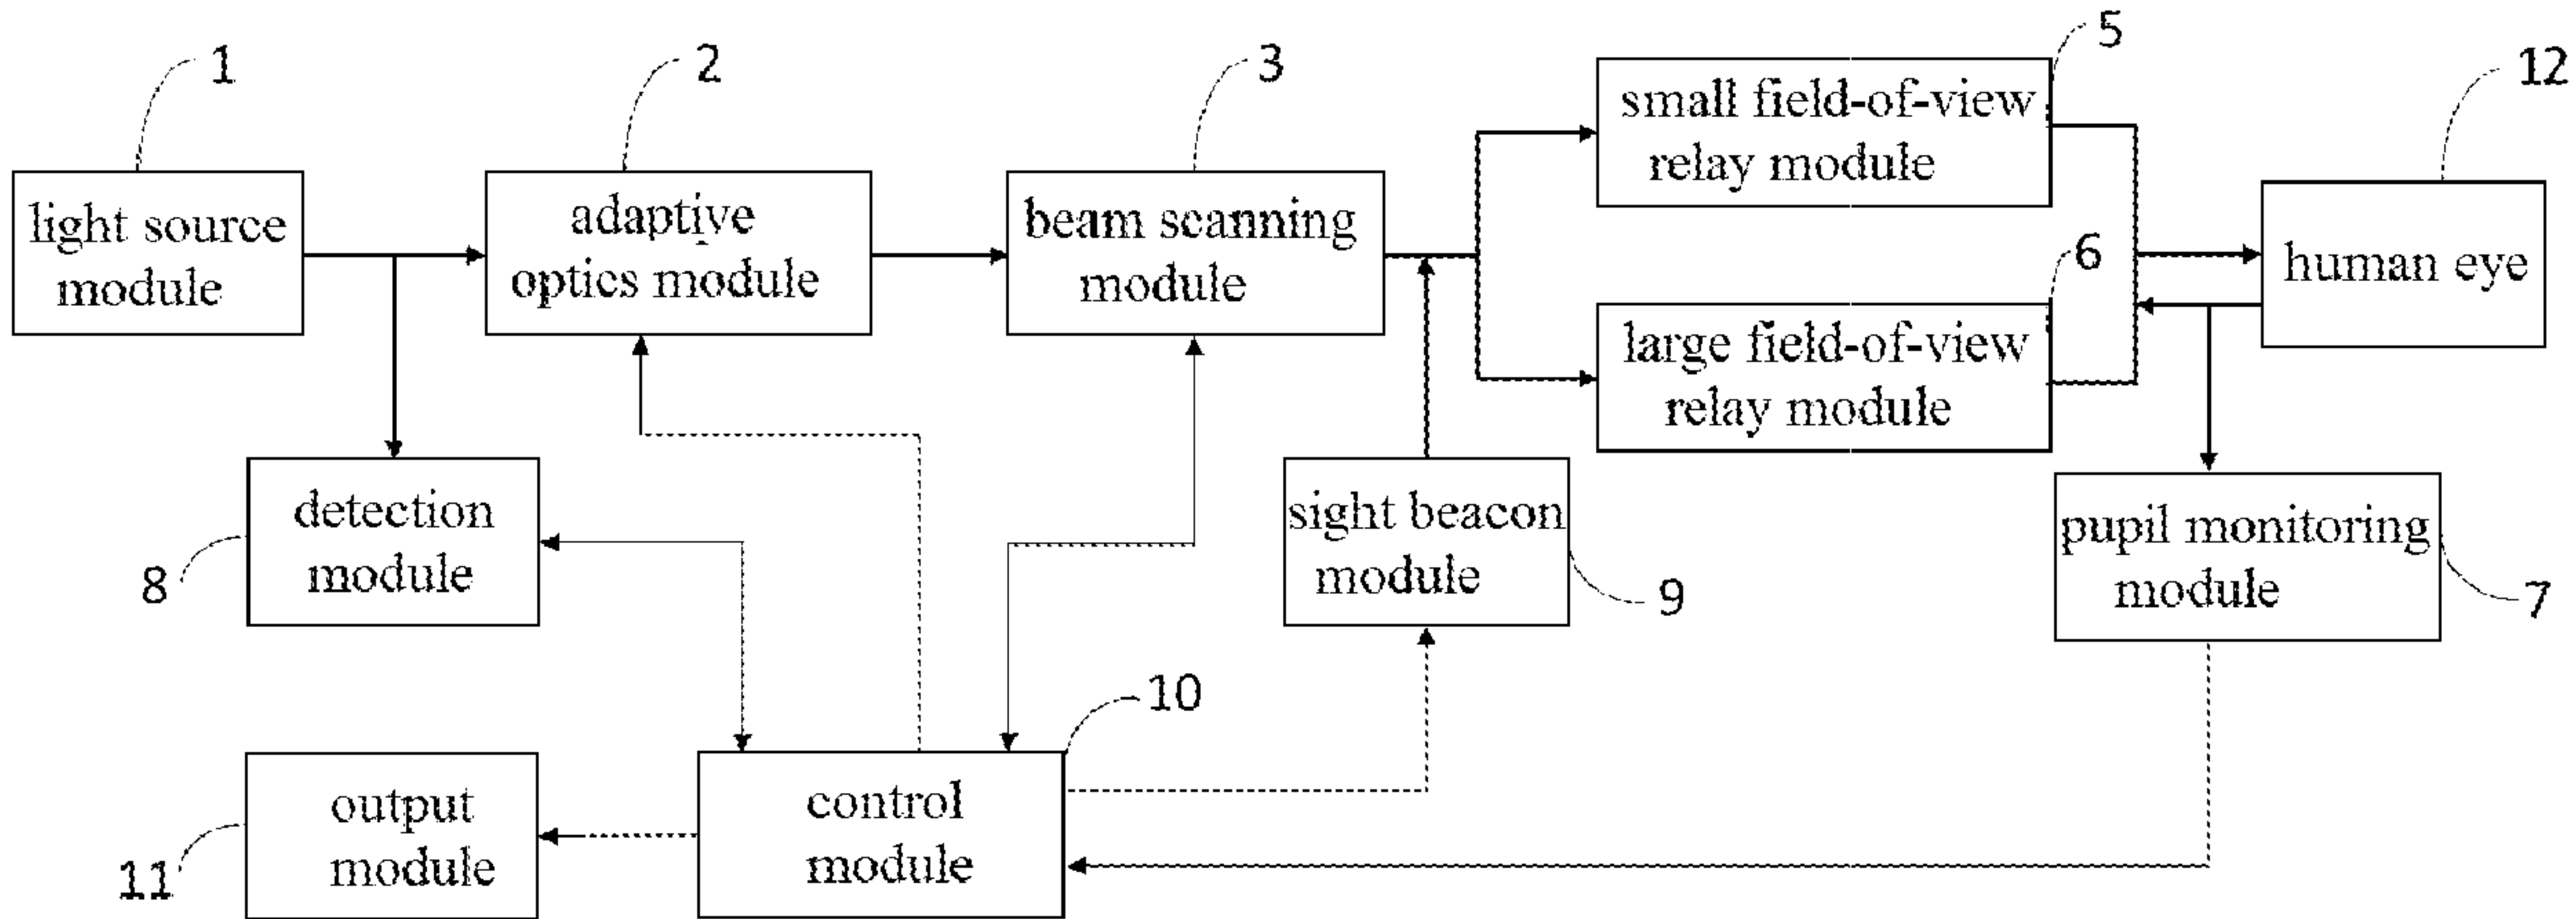 1
2
3
5
12
light source
module
adaptive
optics module
beam scanning
module
small field-of-view
relay module
6
human eye
large field-of-view
relay module
detection
module
8
sight beacon
module
9
pupil monitoring
module
7
10
output
module
11
control
module